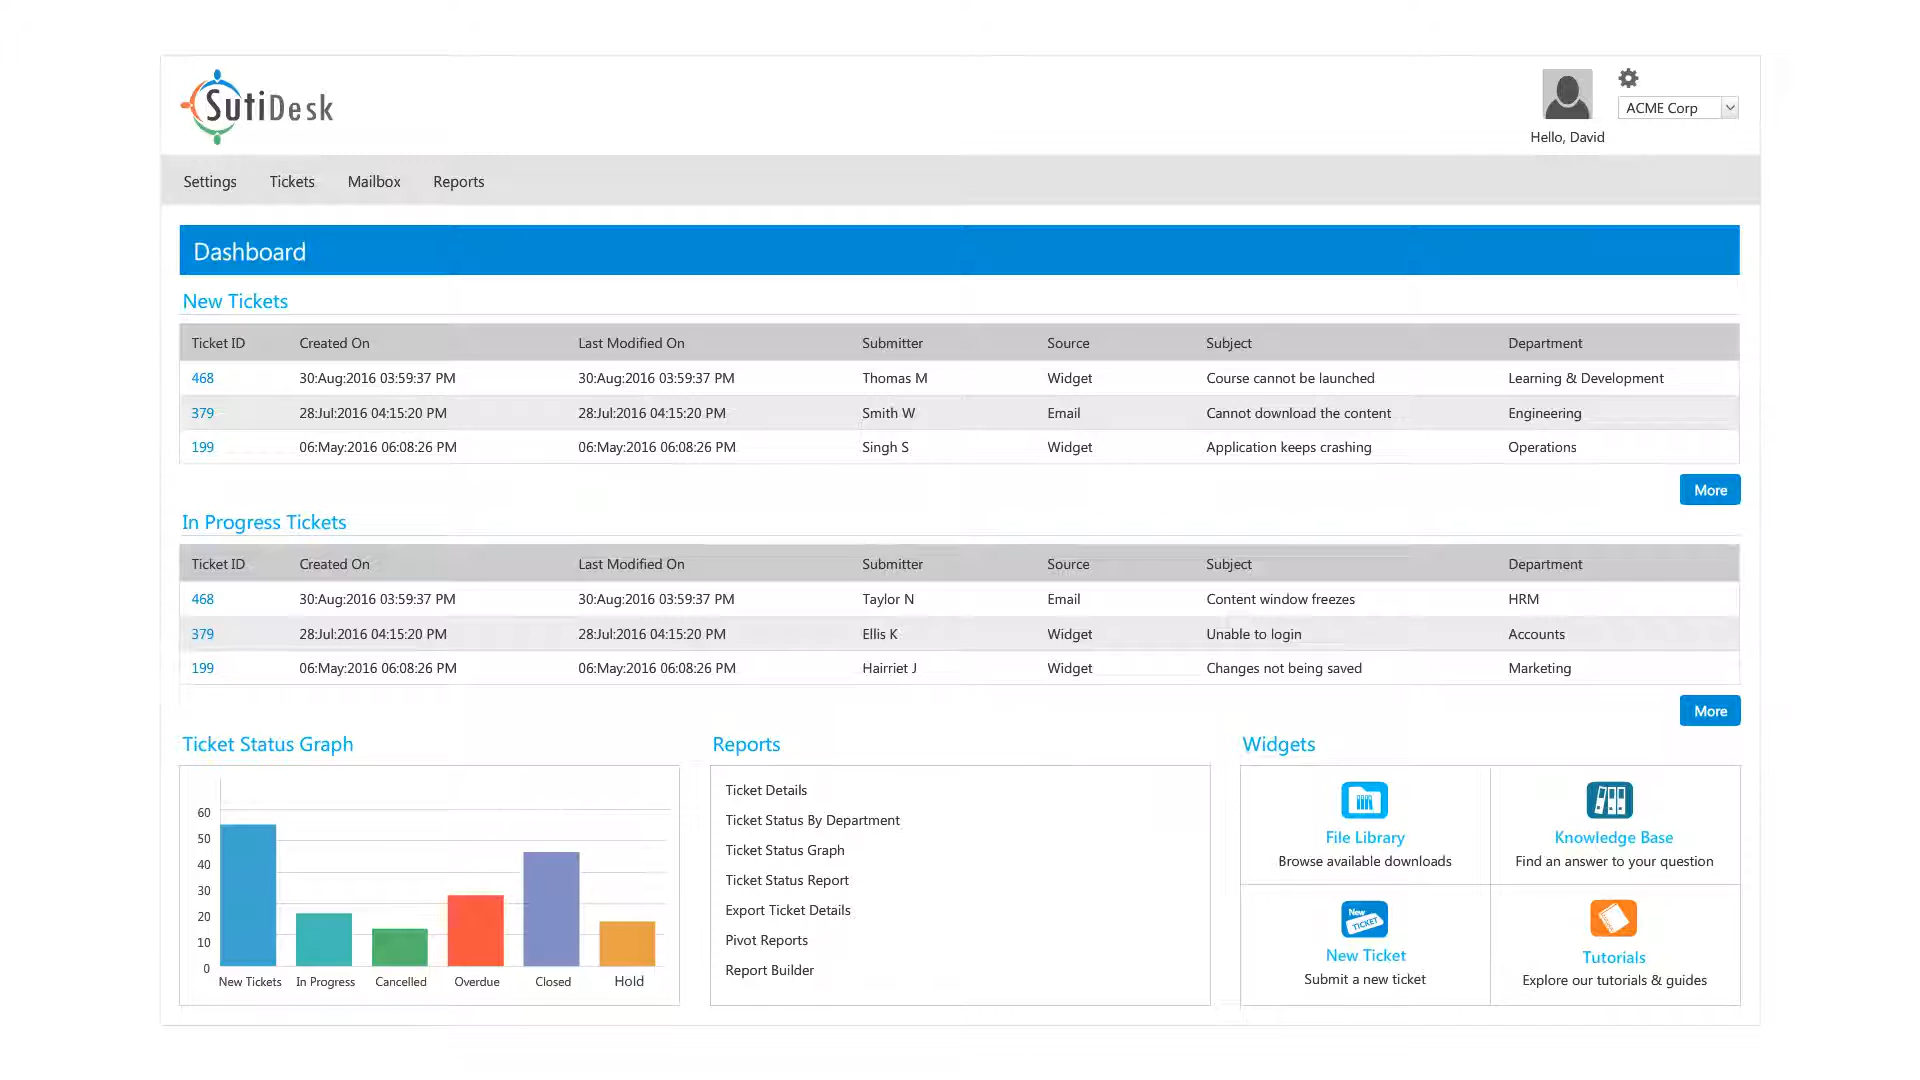 SutiDesk
ACME Corp
Hello, David
Settings Tickets Mailbox Reports
Dashboard
New Tickets
Ticket ID Created On Last Modified On Submitter Source Subject Department
468 30:Aug:2016 03:59:37 PM 30:Aug:2016 03:59:37 PM Thomas M Widget Course cannot be launched Learning & Development
379 28:Jul:2016 04:15:20 PM 28:Jul:2016 04:15:20 PM Smith W Email Cannot download the content Engineering
199 06:May:2016 06:08:26 PM 06:May:2016 06:08:26 PM Singh S Widget Application keeps crashing Operations
More
In Progress Tickets
Ticket ID Created On Last Modified On Submitter Source Subject Department
468 30:Aug:2016 03:59:37 PM 30:Aug:2016 03:59:37 PM Taylor N Email Content window freezes HRM
379 28:Jul:2016 04:15:20 PM 28:Jul:2016 04:15:20 PM Ellis K Widget Unable to login Accounts
199 06:May:2016 06:08:26 PM 06:May:2016 06:08:26 PM Hairriet J Widget Changes not being saved Marketing
More
Ticket Status Graph
60
50
40
30
20
10
0
New Tickets In Progress Cancelled Overdue Closed Hold
Reports
Ticket Details
Ticket Status By Department
Ticket Status Graph
Ticket Status Report
Export Ticket Details
Pivot Reports
Report Builder
Widgets
File Library
Browse available downloads
Knowledge Base
Find an answer to your question
New
TICKET
New Ticket
Submit a new ticket
Tutorials
Explore our tutorials & guides